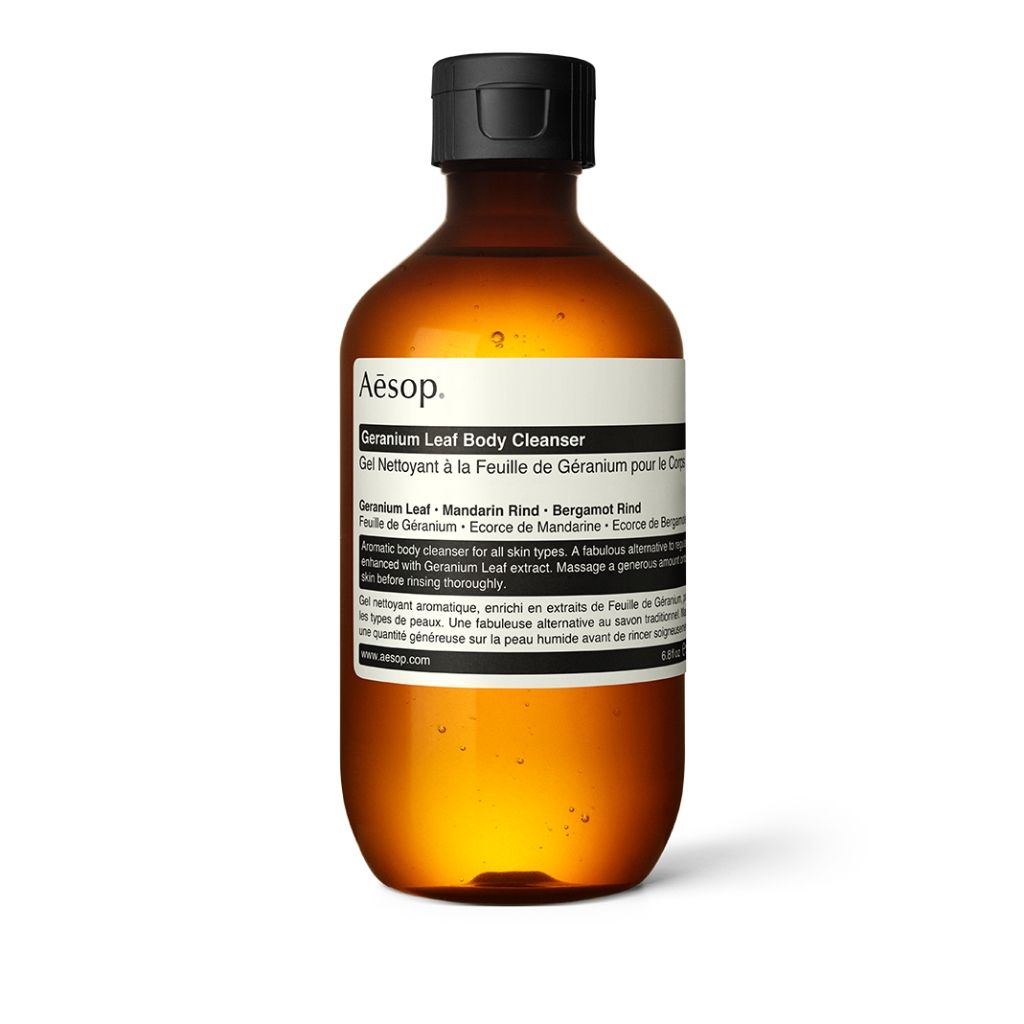 Aēsop.
Geranium Leaf Body Cleanser
Gel Nettoyant à la Feuille de Géranium pour le Corps
Geranium Leaf · Mandarin Rind · Bergamot Rind
Feuille de Géranium · Ecorce de Mandarine · Ecorce de
Aromatic body cleanser for all skin types. A fabulous alternative to
enhanced with Geranium Leaf extract. Massage a generous amount
skin before rinsing thoroughly.
Gel nettoyant aromatique, enrichi en extraits de Feuille de Géranium,
les types de peaux. Une fabuleuse alternative au savon traditionnel.
une quantité généreuse sur la peau humide avant de rincer
www.aesop.com 6.8floz